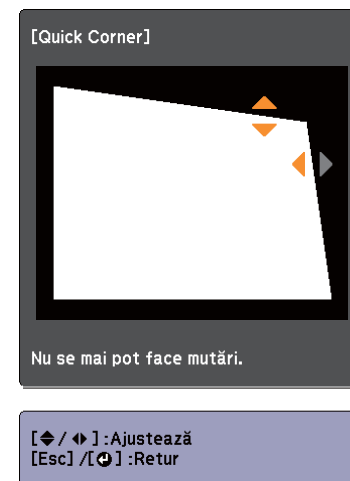 [Quick Corner]
Nu se mai pot face mutări.
[◆/◆] :Ajustează
[Esc] /[↵] :Retur